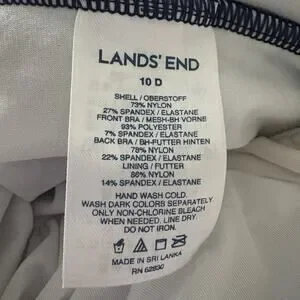 LANDS' END
10 D
SHELL / OBERSTOFF
73% NYLON
27% SPANDEX / ELASTANE
FRONT BRA / MESH-BH VORNE
93% POLYESTER
7% SPANDEX / ELASTANE
BACK BRA / BH-FUTTER HINTEN
78% NYLON
22% SPANDEX / ELASTANE
LINING / FUTTER
86% NYLON
14% SPANDEX / ELASTANE
HAND WASH COLD.
WASH DARK COLORS SEPARATELY
ONLY NON-CHLORINE BLEACH
WHEN NEEDED. LINE DRY.
DO NOT IRON.
MADE IN SRI LANKA
RN 62830